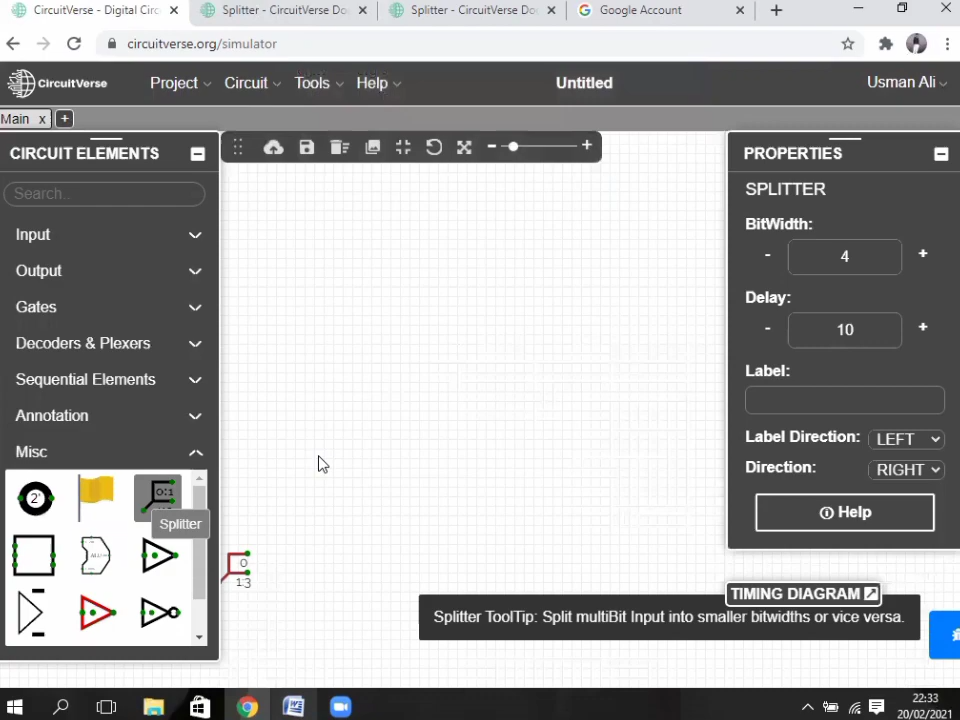 CircuitVerse - Digital Circ
Splitter - CircuitVerse Do
Splitter - CircuitVerse Do
Google Account
circuitverse.org/simulator
CircuitVerse
Project
Circuit
Tools
Help
Untitled
Usman Ali
Main x +
CIRCUIT ELEMENTS
Search..
Input
Output
Gates
Decoders & Plexers
Sequential Elements
Annotation
Misc
2'
0:1
Splitter
0
1:3
PROPERTIES
SPLITTER
BitWidth:
- 4 +
Delay:
- 10 +
Label:
Label Direction: LEFT
Direction: RIGHT
Help
TIMING DIAGRAM
Splitter ToolTip: Split multiBit Input into smaller bitwidths or vice versa.
22:33
20/02/2021